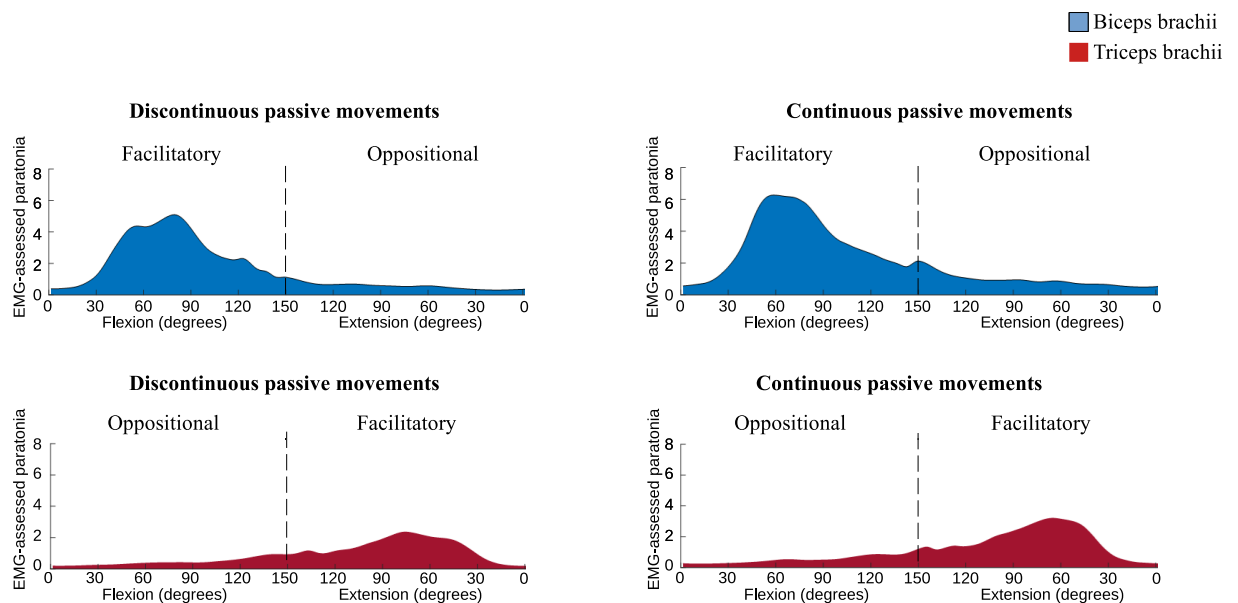 Biceps brachii
Triceps brachii
Discontinuous passive movements
Facilitatory
Oppositional
EMG-assessed paratonia
8
6
4
2
0
0 30 60 90 120 150 120 90 60 30 0
Flexion (degrees) Extension (degrees)
Continuous passive movements
Facilitatory
Oppositional
EMG-assessed paratonia
8
6
4
2
0
0 30 60 90 120 150 120 90 60 30 0
Flexion (degrees) Extension (degrees)
Discontinuous passive movements
Oppositional
Facilitatory
EMG-assessed paratonia
8
6
4
2
0
0 30 60 90 120 150 120 90 60 30 0
Flexion (degrees) Extension (degrees)
Continuous passive movements
Oppositional
Facilitatory
EMG-assessed paratonia
8
6
4
2
0
0 30 60 90 120 150 120 90 60 30 0
Flexion (degrees) Extension (degrees)